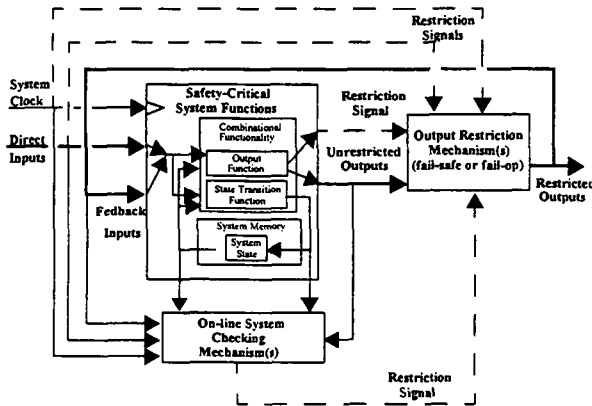 Restriction
Signals
System
Clock
Safety-Critical
System Functions
Combinational
Functionality
Restriction
Signal
Output Restriction
Mechanism(s)
(fail-safe or fail-op)
Direct
Inputs
Output
Function
Unrestricted
Outputs
Restricted
Outputs
State Transition
Function
Fedback
Inputs
System Memory
System
State
On-line System
Checking
Mechanism(s)
Restriction
Signal